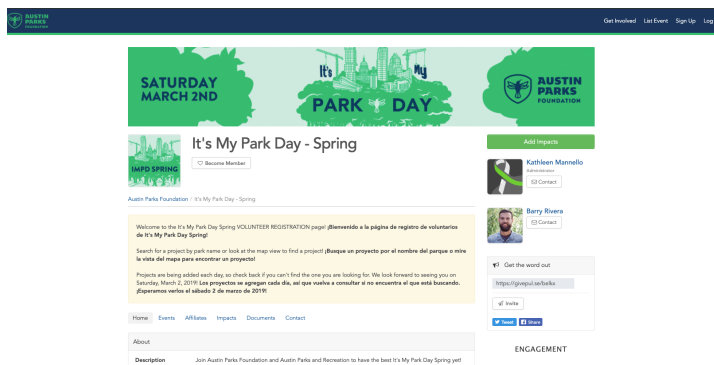 AUSTIN
PARKS
FOUNDATION
Get Involved List Event Sign Up Log
SATURDAY
MARCH 2ND
It's My
PARK DAY
AUSTIN
PARKS
FOUNDATION
IMPD SPRING
It's My Park Day - Spring
Become Member
Austin Parks Foundation / It's My Park Day - Spring
Welcome to the It's My Park Day Spring VOLUNTEER REGISTRATION page! ¡Bienvenido a la página de registro de voluntarios
de It's My Park Day Spring!
Search for a project by park name or look at the map view to find a project! ¡Busque un proyecto por el nombre del parque o mire
la vista del mapa para encontrar un proyecto!
Projects are being added each day, so check back if you can't find the one you are looking for. We look forward to seeing you on
Saturday, March 2, 2019! Los proyectos se agregan cada día, así que vuelva a consultar si no encuentra el que está buscando.
¡Esperamos verlos el sábado 2 de marzo de 2019!
Home Events Affiliates Impacts Documents Contact
About
Description Join Austin Parks Foundation and Austin Parks and Recreation to have the best It's My Park Day Spring yet!
Add Impacts
Kathleen Mannello
Administrator
Contact
Barry Rivera
Contact
Get the word out
https://givepul.se/belkx
Invite
Tweet Share
ENGAGEMENT